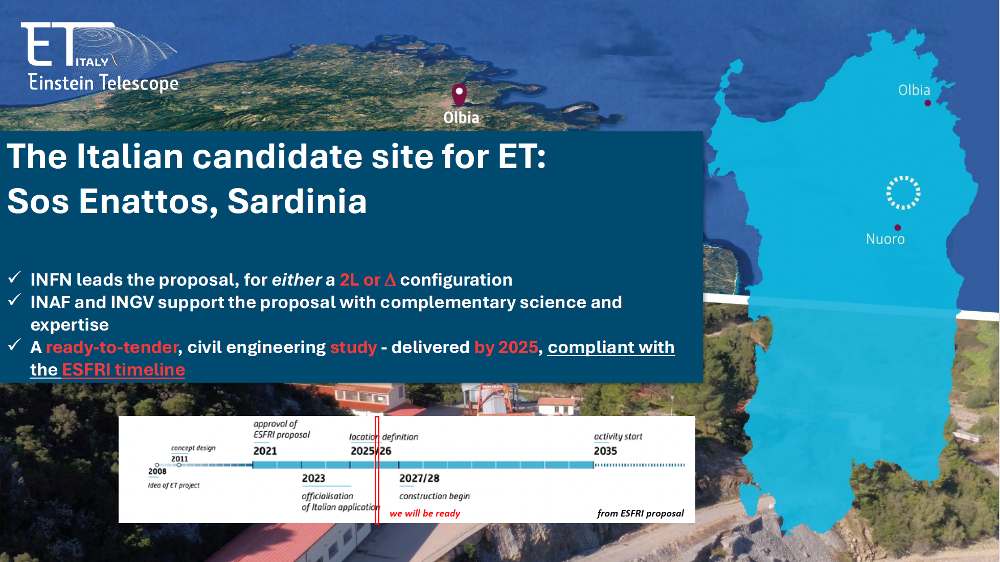 ET
ITALY
Einstein Telescope
Olbia
Olbia
Nuoro
The Italian candidate site for ET:
Sos Enattos, Sardinia
✓ INFN leads the proposal, for either a 2L or Δ configuration
✓ INAF and INGV support the proposal with complementary science and
expertise
✓ A ready-to-tender, civil engineering study - delivered by 2025, compliant with
the ESFRI timeline
approval of
ESFRI proposal
2021
location definition
2025/26
activity start
2035
concept design
2011
2008
Idea of ET project
2023
officialisation
of Italian application
2027/28
construction begin
we will be ready
from ESFRI proposal